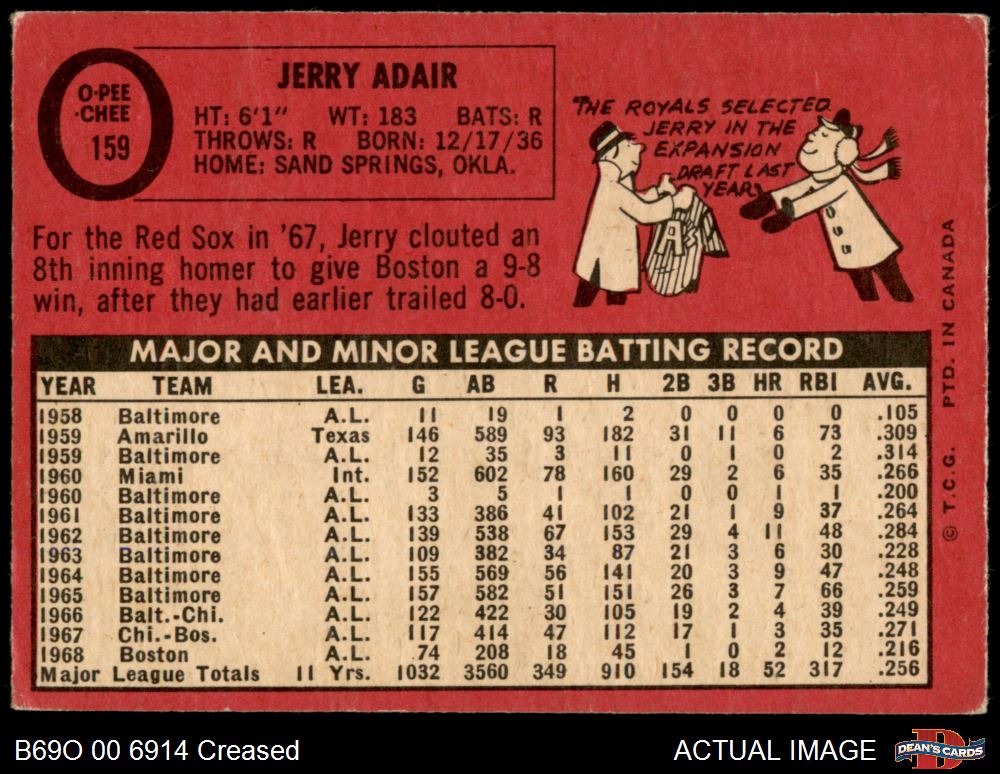 O-PEE
-CHEE
159
JERRY ADAIR
HT: 6'1" WT: 183 BATS: R
THROWS: R BORN: 12/17/36
HOME: SAND SPRINGS, OKLA.
THE ROYALS SELECTED
JERRY IN THE
EXPANSION
DRAFT LAST
YEAR
For the Red Sox in '67, Jerry clouted an
8th inning homer to give Boston a 9-8
win, after they had earlier trailed 8-0.
MAJOR AND MINOR LEAGUE BATTING RECORD
YEAR TEAM LEA. G AB R H 2B 3B HR RBI AVG.
1958 Baltimore A.L. 11 19 1 2 0 0 0 0 .105
1959 Amarillo Texas 146 589 93 182 31 11 6 73 .309
1959 Baltimore A.L. 12 35 3 11 0 1 0 2 .314
1960 Miami Int. 152 602 78 160 29 2 6 35 .266
1960 Baltimore A.L. 3 5 1 1 0 0 1 1 .200
1961 Baltimore A.L. 133 386 41 102 21 1 9 37 .264
1962 Baltimore A.L. 139 538 67 153 29 4 11 48 .284
1963 Baltimore A.L. 109 382 34 87 21 3 6 30 .228
1964 Baltimore A.L. 155 569 56 141 20 3 9 47 .248
1965 Baltimore A.L. 157 582 51 151 26 3 7 66 .259
1966 Balt.-Chi. A.L. 122 422 30 105 19 2 4 39 .249
1967 Chi.-Bos. A.L. 117 414 47 112 17 1 3 35 .271
1968 Boston A.L. 74 208 18 45 1 0 2 12 .216
Major League Totals 11 Yrs. 1032 3560 349 910 154 18 52 317 .256
© T.C.G. PTD. IN CANADA
B69O 00 6914 Creased
ACTUAL IMAGE
DEAN'S CARDS